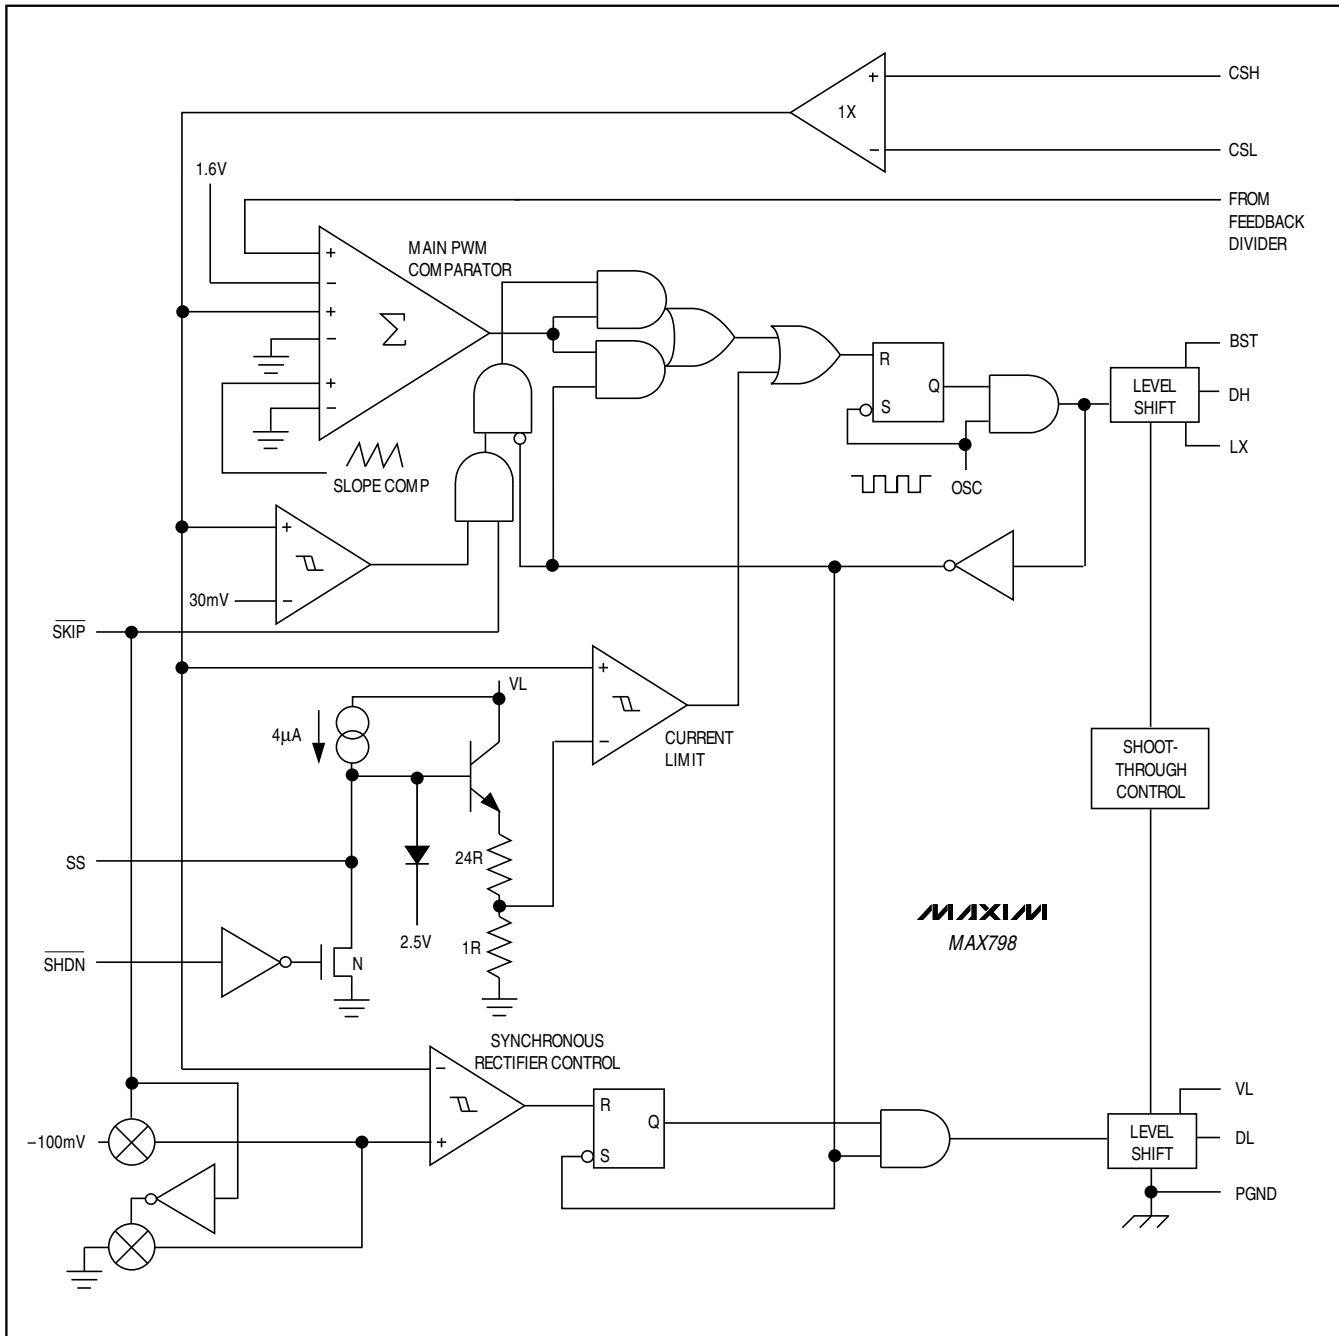 CSH
1X
+
−
CSL
1.6V
FROM
FEEDBACK
DIVIDER
MAIN PWM
COMPARATOR
+
−
+
−
+
−
Σ
BST
R
Q
S
LEVEL
SHIFT
DH
LX
SLOPE COMP
OSC
+
30mV
−
SKIP
+
VL
4µA
−
CURRENT
LIMIT
SHOOT-
THROUGH
CONTROL
SS
24R
MAXIM
MAX798
2.5V
1R
SHDN
N
SYNCHRONOUS
RECTIFIER CONTROL
−
+
R
Q
S
VL
−100mV
LEVEL
SHIFT
DL
PGND